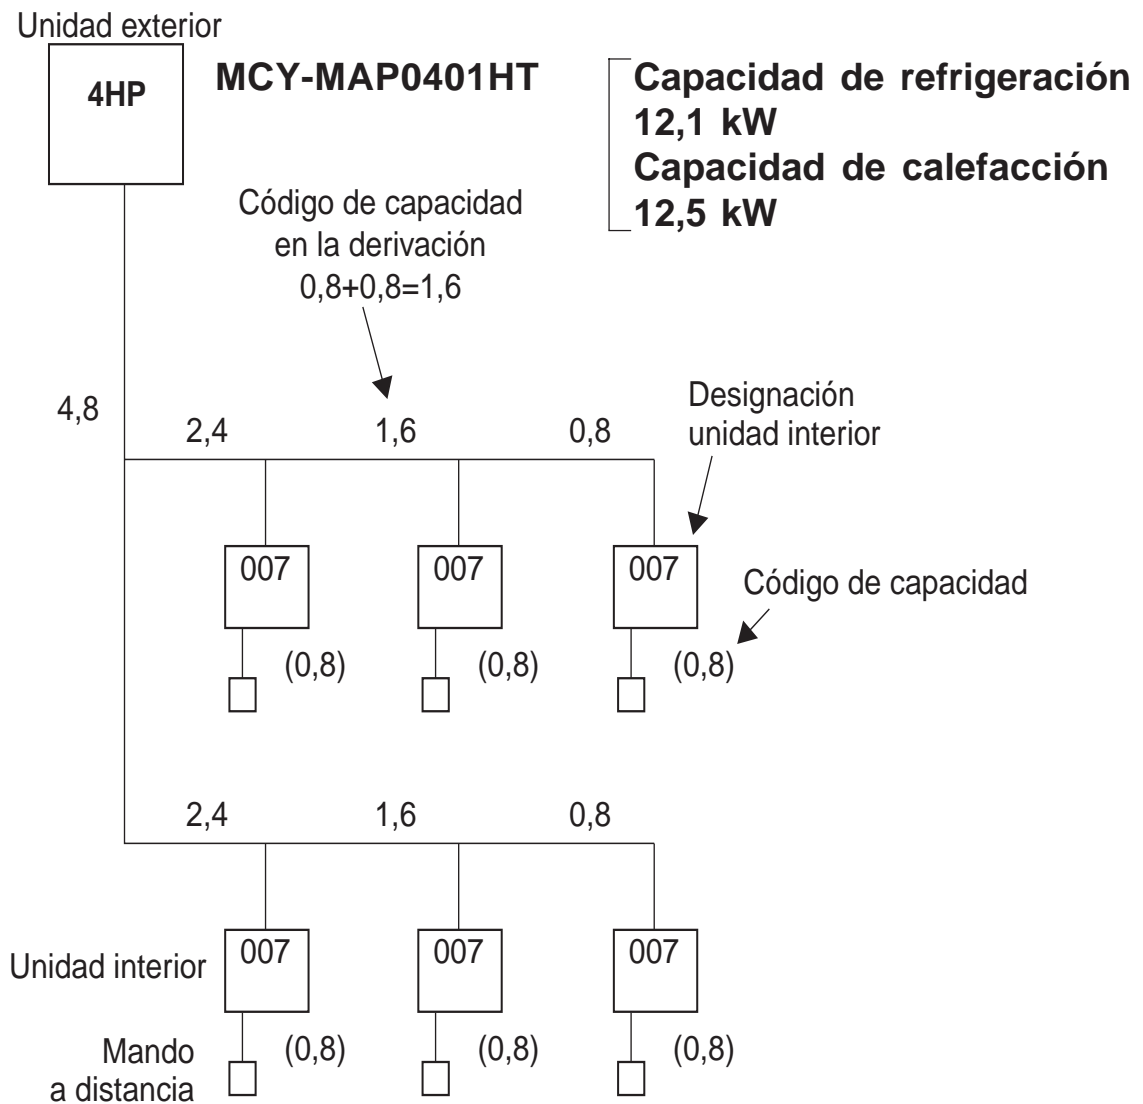 Unidad exterior
4HP
MCY-MAP0401HT
Capacidad de refrigeración
12,1 kW
Capacidad de calefacción
12,5 kW
Código de capacidad
en la derivación
0,8+0,8=1,6
4,8
2,4
1,6
0,8
Designación
unidad interior
007
007
007
Código de capacidad
(0,8)
(0,8)
(0,8)
2,4
1,6
0,8
Unidad interior
007
007
007
Mando
a distancia
(0,8)
(0,8)
(0,8)